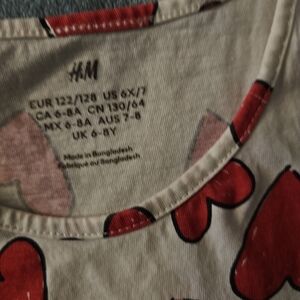 H&M
EUR 122/128 US 6X/7
CA 6-8A CN 130/64
MX 6-8A AUS 7-8
UK 6-8Y
Made in Bangladesh
Fabriqué au Bangladesh